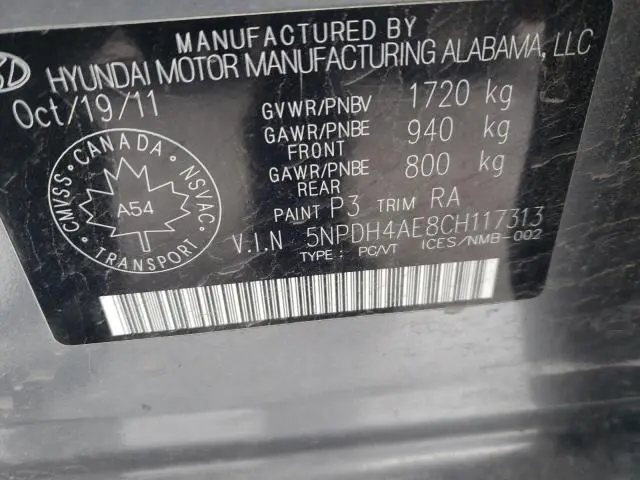 MANUFACTURED BY
HYUNDAI MOTOR MANUFACTURING ALABAMA, LLC
Oct/19/11
GVWR/PNBV 1720 kg
GAWR/PNBE FRONT 940 kg
GAWR/PNBE REAR 800 kg
PAINT P3 TRIM RA
V.I.N 5NPDH4AE8CH117313
TYPE : PC/VT ICES/NMB-002
CANADA
CMVSS NSVAC
A54
TRANSPORT